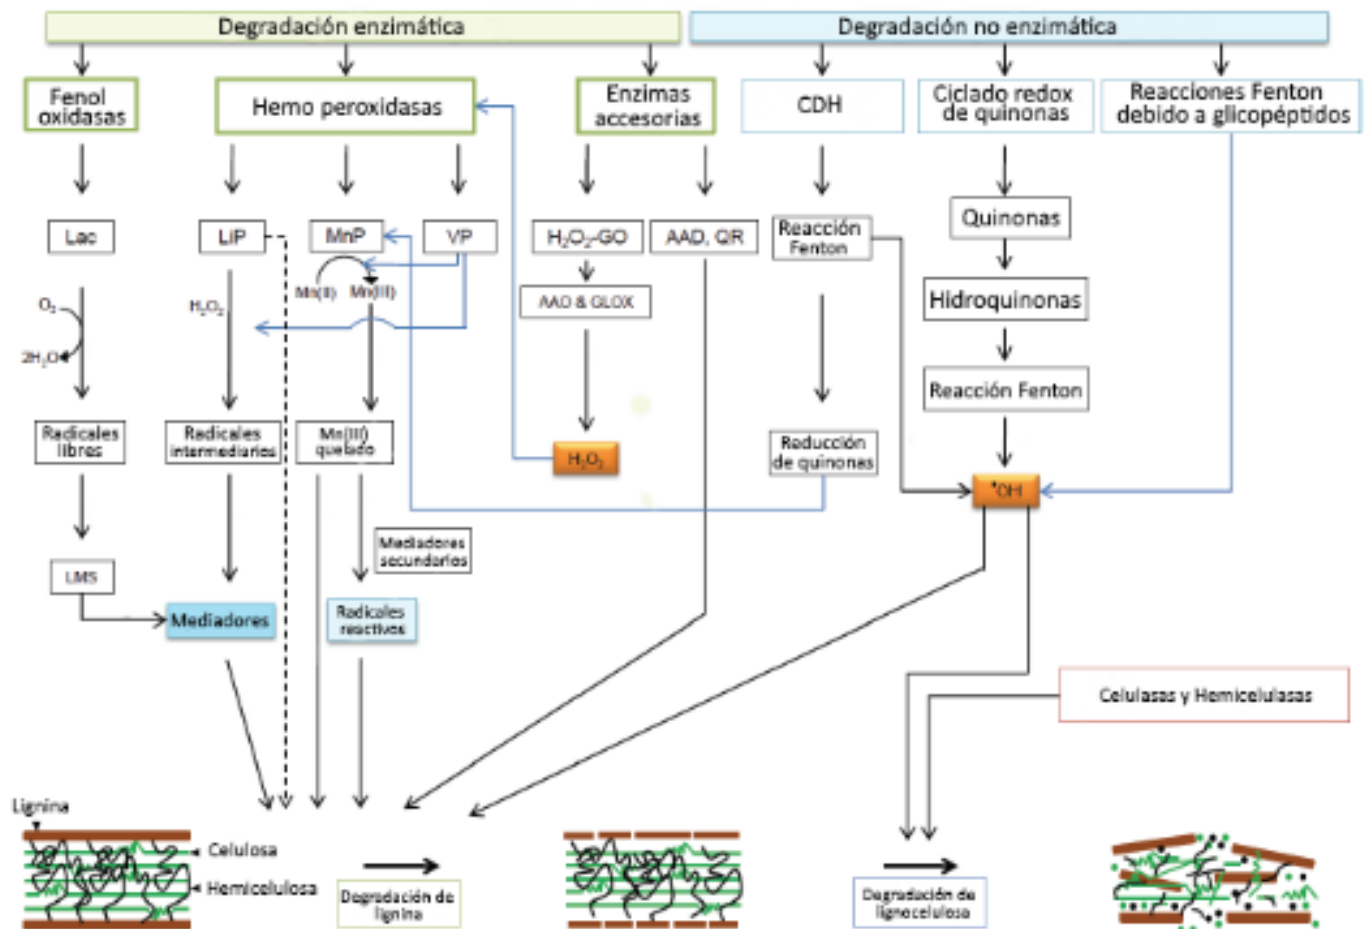 Degradación enzimática
Degradación no enzimática
Fenol
oxidasas
Hemo peroxidasas
Enzimas
accesorias
CDH
Ciclado redox
de quinonas
Reacciones Fenton
debido a glicopéptidos
Lac
LiP
MnP
VP
H₂O₂-GO
AAD, QR
Reacción
Fenton
Quinonas
Mn(II)
Mn(III)
O₂
2H₂O
H₂O₂
AAO & GLOX
Hidroquinonas
Reacción Fenton
Radicales
libres
Radicales
intermediarios
Mn(III)
quelado
H₂O₂
Reducción
de quinonas
•OH
Mediadores
secundarios
LMS
Mediadores
Radicales
reactivos
Celulasas y Hemicelulasas
Lignina
Celulosa
Hemicelulosa
Degradación de
lignina
Degradación de
lignocelulosa